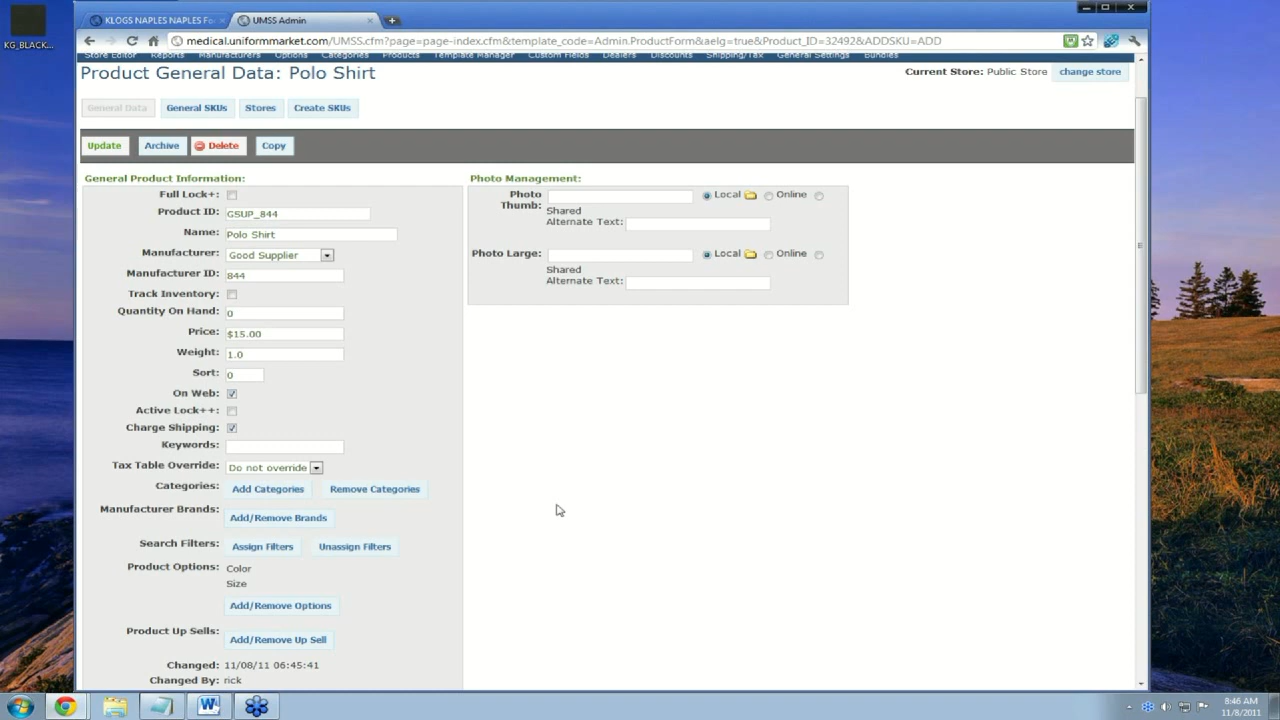 KG_BLACK...
KLOGS NAPLES NAPLES Fo
UMSS Admin
medical.uniformmarket.com/UMSS.cfm?page=page-index.cfm&template_code=Admin.ProductForm&aelg=true&Product_ID=32492&ADDSKU=ADD
Store Editor Reports Manufacturers Options Categories Products Template Manager Custom Fields Dealers Discounts Shipping/Tax General Settings Bundles
Product General Data: Polo Shirt
Current Store: Public Store change store
General Data General SKUs Stores Create SKUs
Update Archive Delete Copy
General Product Information:
Full Lock+:
Product ID: GSUP_844
Name: Polo Shirt
Manufacturer: Good Supplier
Manufacturer ID: 844
Track Inventory:
Quantity On Hand: 0
Price: $15.00
Weight: 1.0
Sort: 0
On Web:
Active Lock++:
Charge Shipping:
Keywords:
Tax Table Override: Do not override
Categories: Add Categories Remove Categories
Manufacturer Brands: Add/Remove Brands
Search Filters: Assign Filters Unassign Filters
Product Options: Color
Size
Add/Remove Options
Product Up Sells: Add/Remove Up Sell
Changed: 11/08/11 06:45:41
Changed By: rick
Photo Management:
Photo Thumb: Local Online
Shared
Alternate Text:
Photo Large: Local Online
Shared
Alternate Text:
8:46 AM
11/8/2011